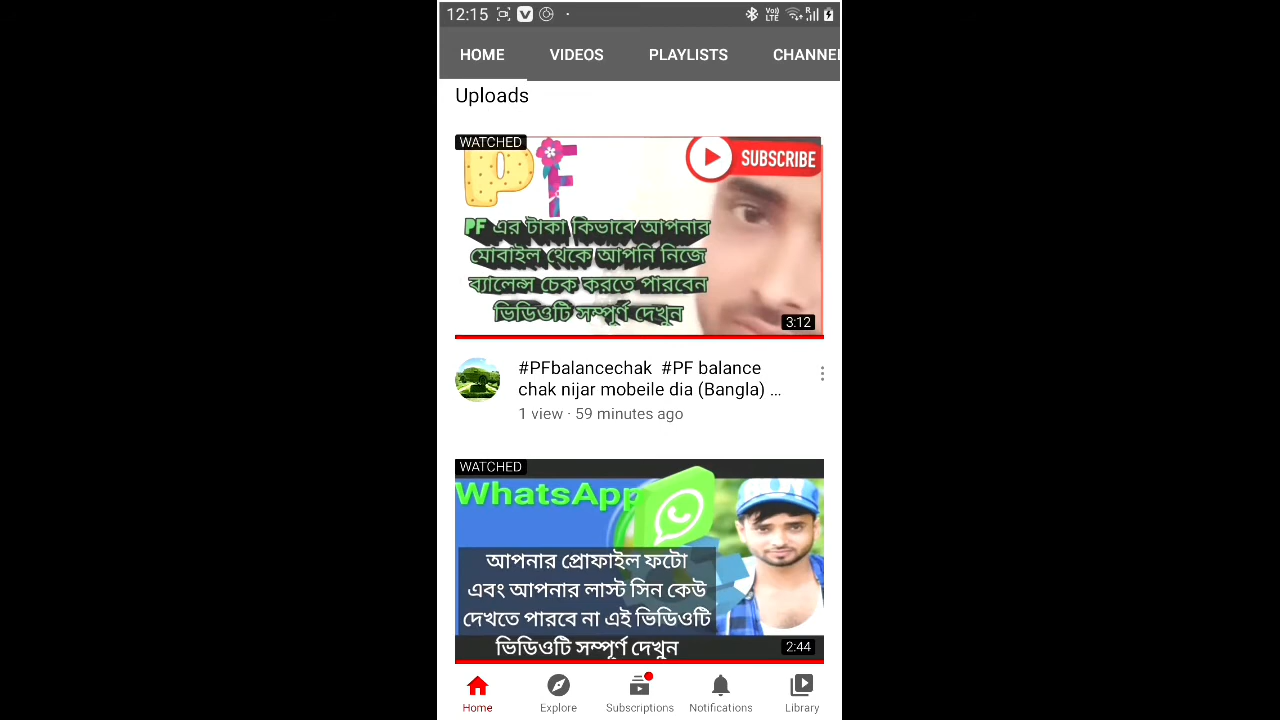 12:15
HOME VIDEOS PLAYLISTS CHANNEL
Uploads
WATCHED
PF
SUBSCRIBE
PF এর টাকা কিভাবে আপনার
মোবাইল থেকে আপনি নিজে
ব্যালেন্স চেক করতে পারবেন
ভিডিওটি সম্পূর্ণ দেখুন
3:12
#PFbalancechak #PF balance
chak nijar mobeile dia (Bangla) ...
1 view · 59 minutes ago
WATCHED
WhatsApp
আপনার প্রোফাইল ফটো
এবং আপনার লাস্ট সিন কেউ
দেখতে পারবে না এই ভিডিওটি
ভিডিওটি সম্পূর্ণ দেখুন
2:44
Home Explore Subscriptions Notifications Library